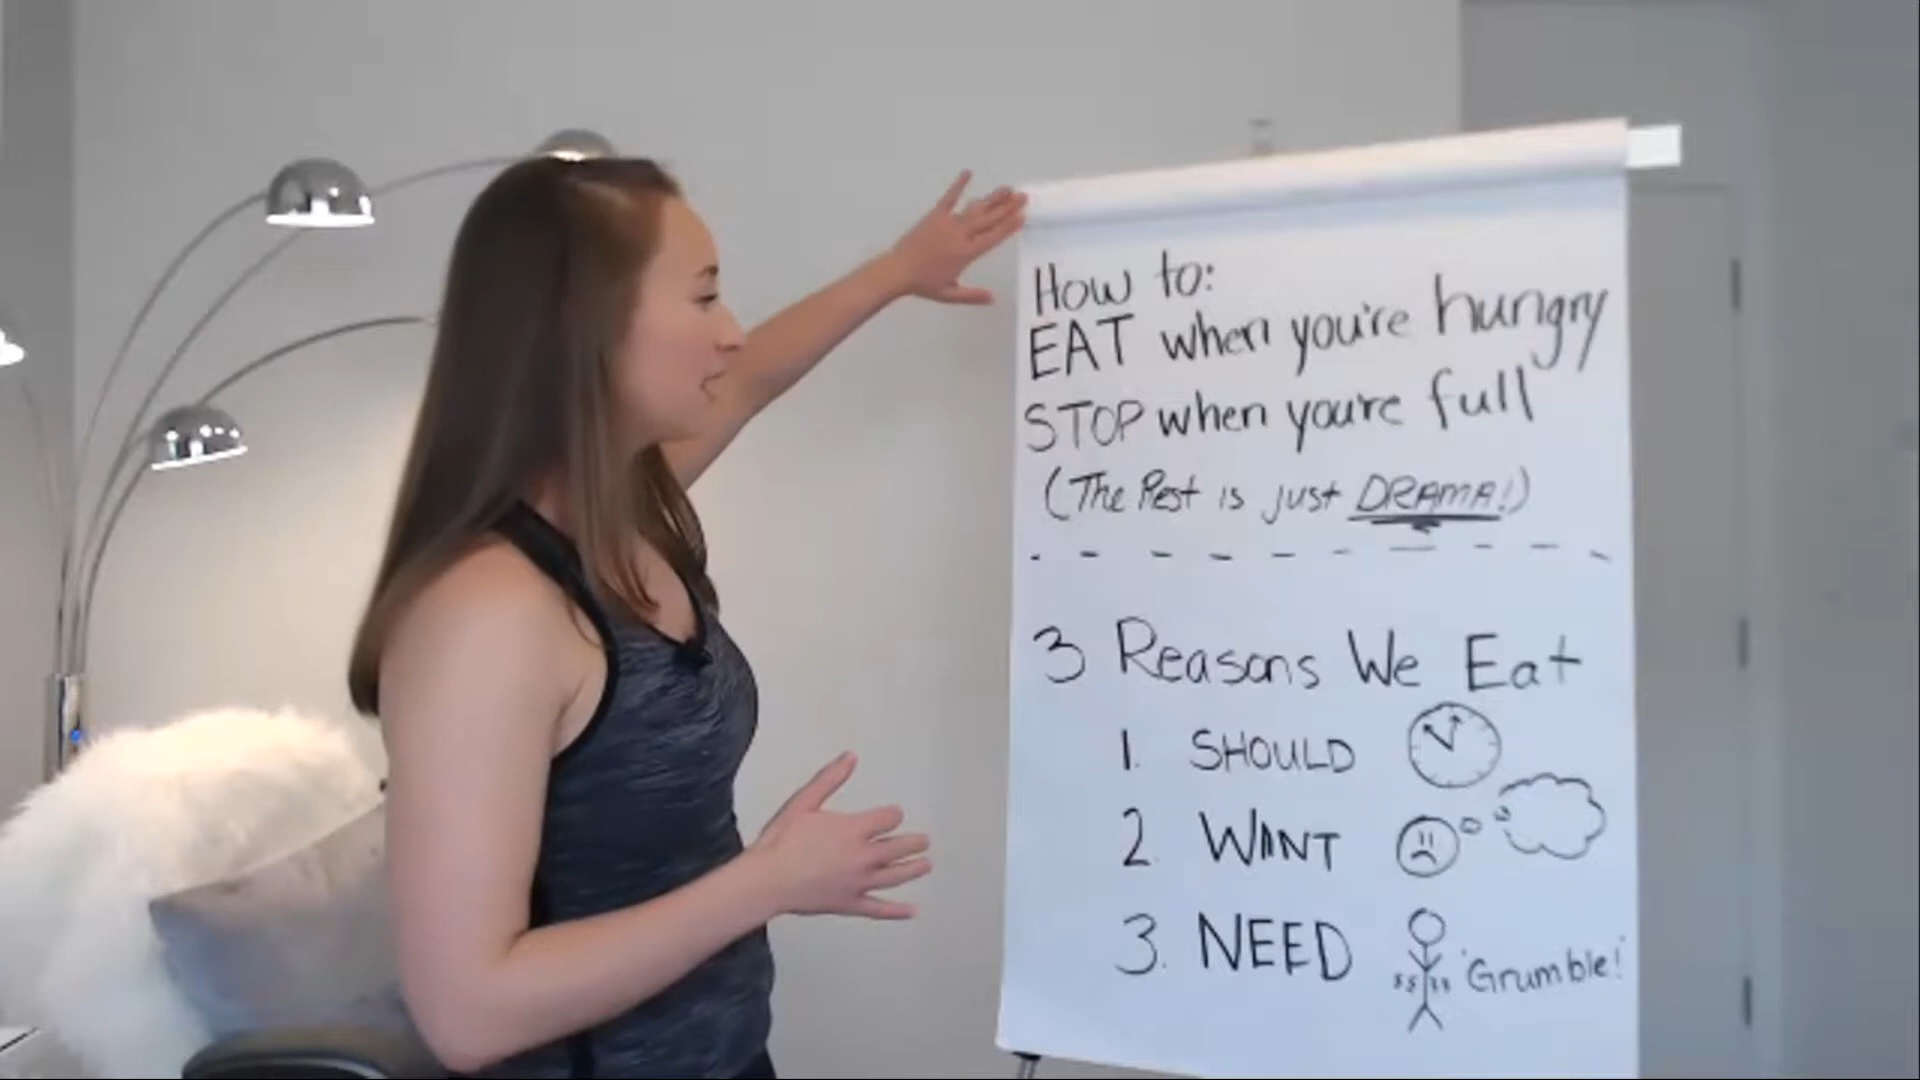 How to:
EAT when you're hungry
STOP when you're full
(The Rest is just DRAMA!)
3 Reasons We Eat
1. SHOULD
2. WANT
3. NEED
"Grumble!"